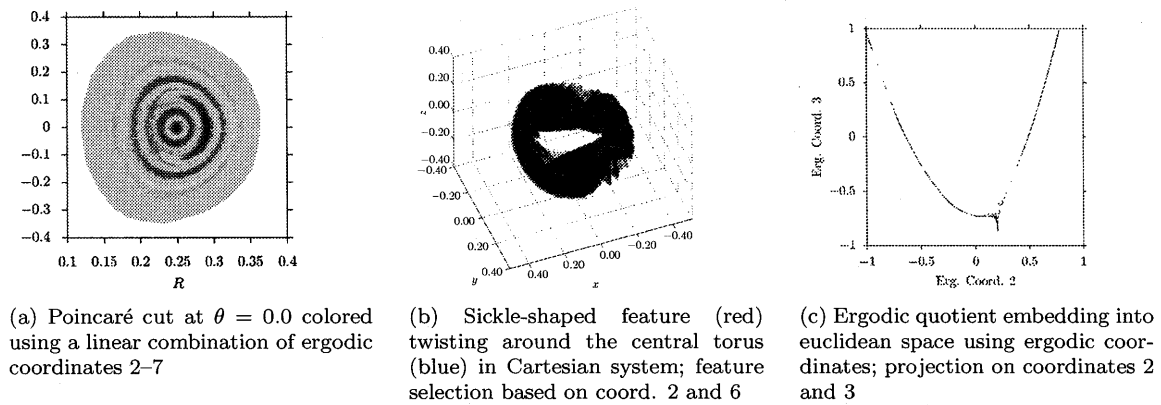 0.4
0.3
0.2
0.1
0
−0.1
−0.2
−0.3
−0.4
0.1 0.15 0.2 0.25 0.3 0.35 0.4
R
0.40
0.20
0.00
−0.20
−0.40
z
−0.40
−0.20
0.00
0.20
0.40
y
0.40
0.20
0.00
−0.20
−0.40
x
1
0.5
0
−0.5
−1
Erg. Coord. 3
−1 −0.5 0 0.5 1
Erg. Coord. 2
(a) Poincaré cut at θ = 0.0 colored
using a linear combination of ergodic
coordinates 2–7
(b) Sickle-shaped feature (red)
twisting around the central torus
(blue) in Cartesian system; feature
selection based on coord. 2 and 6
(c) Ergodic quotient embedding into
euclidean space using ergodic coor-
dinates; projection on coordinates 2
and 3